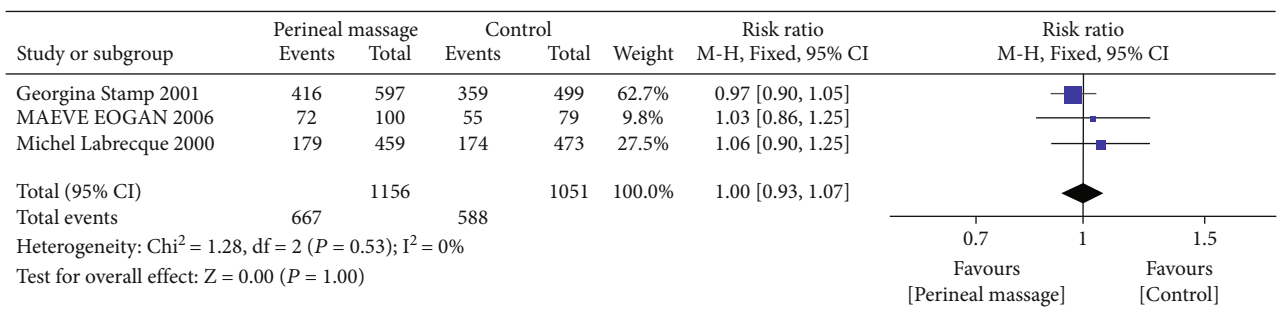 Perineal massage Control Risk ratio Risk ratio
Study or subgroup Events Total Events Total Weight M-H, Fixed, 95% CI M-H, Fixed, 95% CI
Georgina Stamp 2001 416 597 359 499 62.7% 0.97 [0.90, 1.05]
MAEVE EOGAN 2006 72 100 55 79 9.8% 1.03 [0.86, 1.25]
Michel Labrecque 2000 179 459 174 473 27.5% 1.06 [0.90, 1.25]
Total (95% CI) 1156 1051 100.0% 1.00 [0.93, 1.07]
Total events 667 588
Heterogeneity: Chi² = 1.28, df = 2 (P = 0.53); I² = 0%
Test for overall effect: Z = 0.00 (P = 1.00)
0.7 1 1.5
Favours Favours
[Perineal massage] [Control]